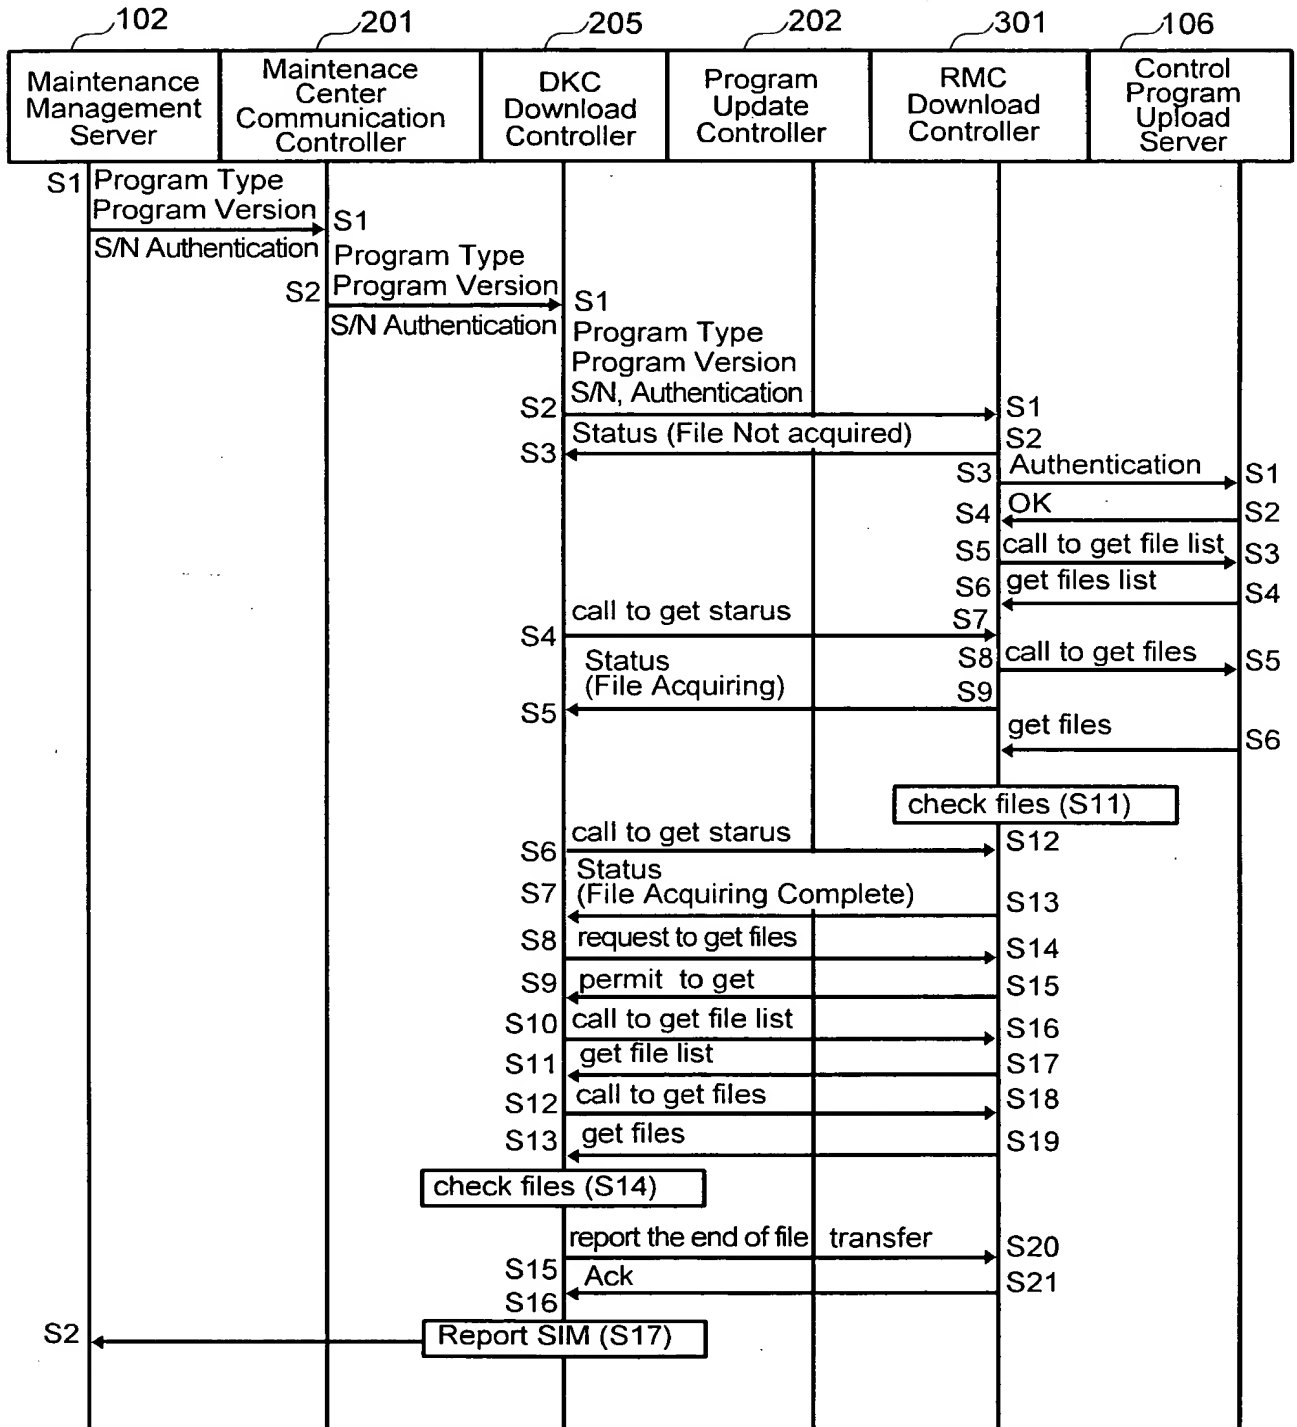 102
201
205
202
301
106
Maintenance
Management
Server
Maintenace
Center
Communication
Controller
DKC
Download
Controller
Program
Update
Controller
RMC
Download
Controller
Control
Program
Upload
Server
S1
Program Type
Program Version
S/N Authentication
S1
Program Type
S2
Program Version
S/N Authentication
S1
Program Type
Program Version
S/N, Authentication
S2
S1
Status (File Not acquired)
S2
S3
S3
Authentication
S1
S4
OK
S2
S5
call to get file list
S3
S6
get files list
S4
call to get starus
S4
S7
Status
(File Acquiring)
S8
call to get files
S5
S5
S9
get files
S6
check files (S11)
call to get starus
S6
S12
Status
S7
(File Acquiring Complete)
S13
S8
request to get files
S14
S9
permit to get
S15
S10
call to get file list
S16
S11
get file list
S17
S12
call to get files
S18
S13
get files
S19
check files (S14)
report the end of file transfer
S20
S15
Ack
S21
S16
S2
Report SIM (S17)